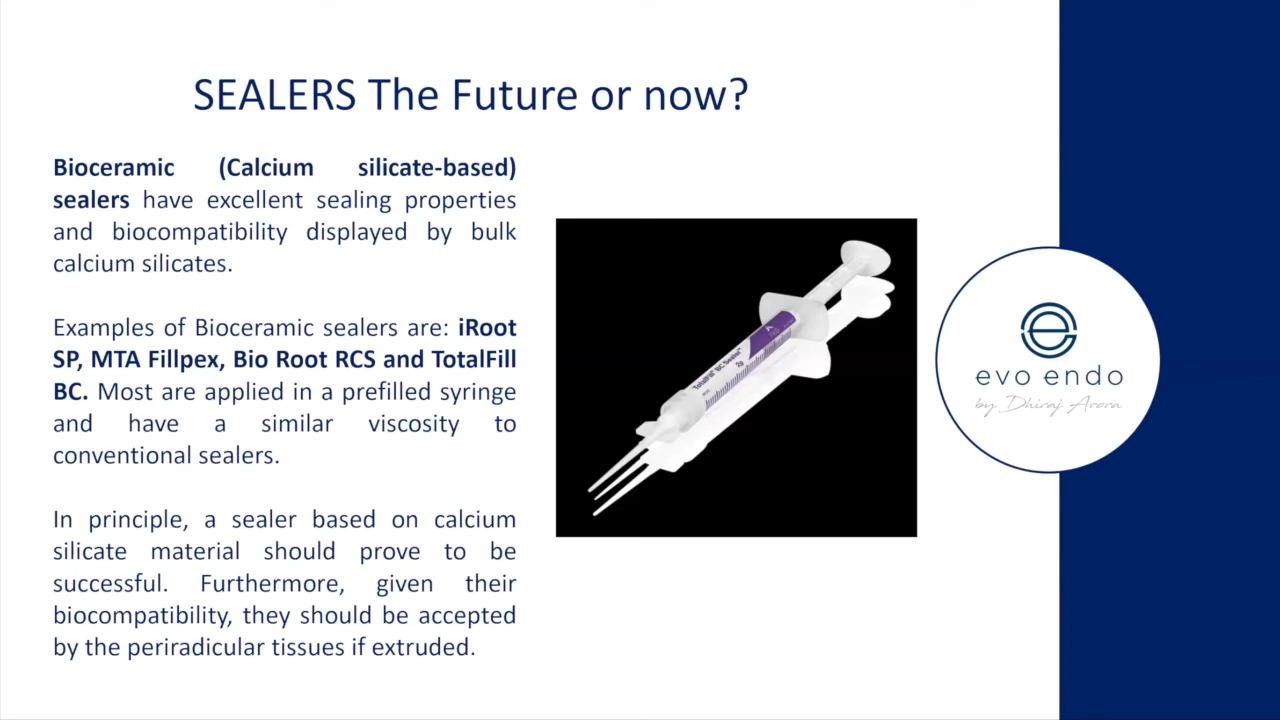 SEALERS The Future or now?
Bioceramic (Calcium silicate-based)
sealers have excellent sealing properties
and biocompatibility displayed by bulk
calcium silicates.
Examples of Bioceramic sealers are: iRoot
SP, MTA Fillpex, Bio Root RCS and TotalFill
BC. Most are applied in a prefilled syringe
and have a similar viscosity to
conventional sealers.
In principle, a sealer based on calcium
silicate material should prove to be
successful. Furthermore, given their
biocompatibility, they should be accepted
by the periradicular tissues if extruded.
TotalFill BC Sealer
2g
evo endo
by Dhiraj Arora